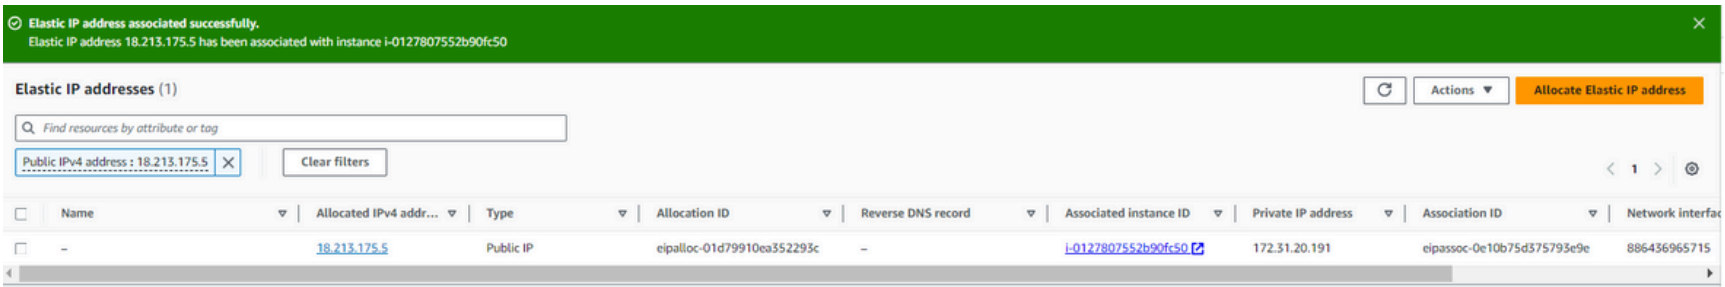 Elastic IP address associated successfully.
Elastic IP address 18.213.175.5 has been associated with instance i-0127807552b90fc50
Elastic IP addresses (1)
Actions
Allocate Elastic IP address
Find resources by attribute or tag
Public IPv4 address : 18.213.175.5
Clear filters
1
Name Allocated IPv4 addr... Type Allocation ID Reverse DNS record Associated instance ID Private IP address Association ID Network interfac
– 18.213.175.5 Public IP eipalloc-01d79910ea352293c – i-0127807552b90fc50 172.31.20.191 eipassoc-0e10b75d375793e9e 886436965715